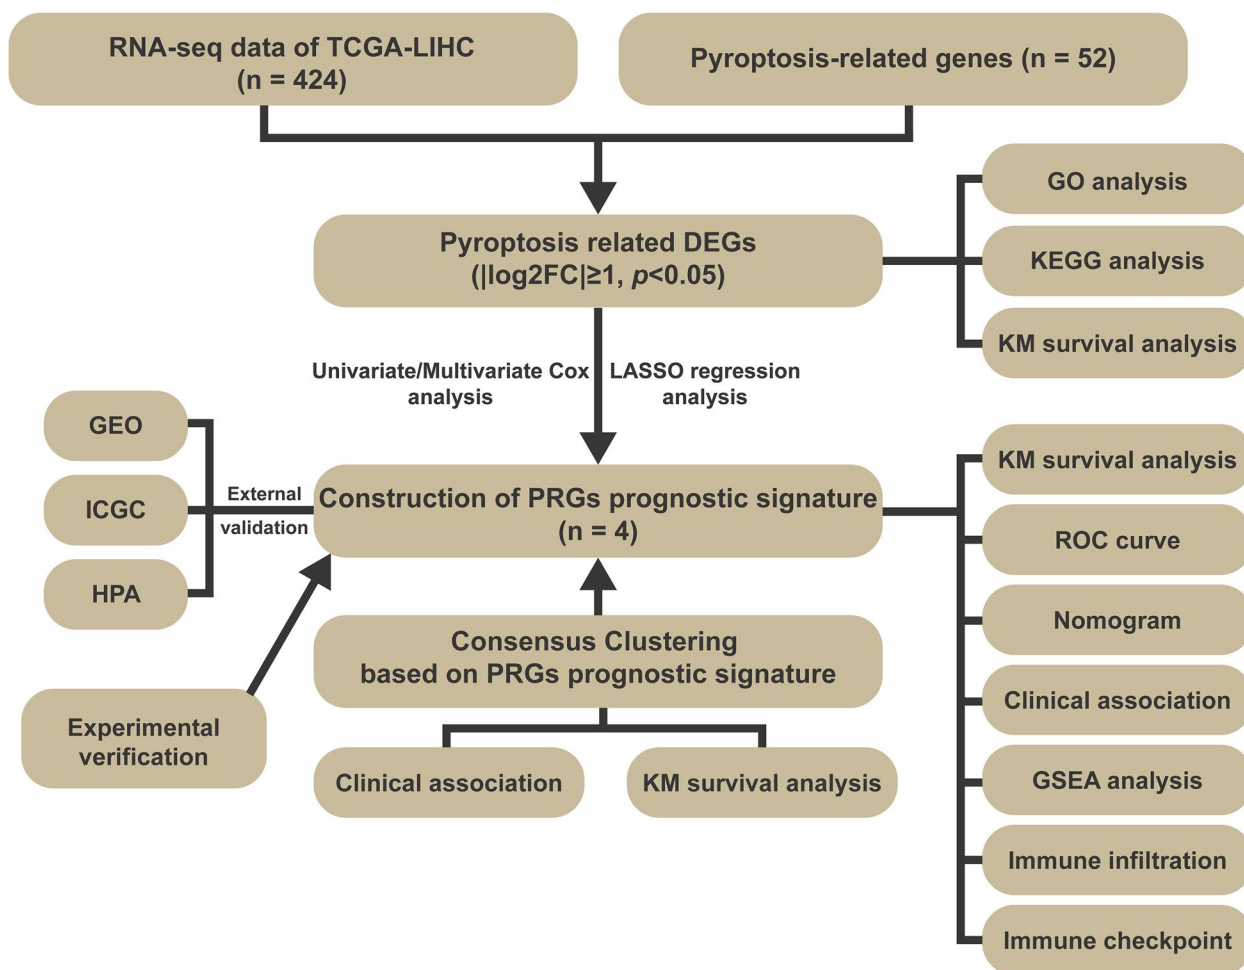 RNA-seq data of TCGA-LIHC
(n = 424)
Pyroptosis-related genes (n = 52)
GO analysis
Pyroptosis related DEGs
(|log2FC|≥1, p<0.05)
KEGG analysis
KM survival analysis
Univariate/Multivariate Cox
analysis
LASSO regression
analysis
GEO
ICGC
HPA
External
validation
Construction of PRGs prognostic signature
(n = 4)
KM survival analysis
ROC curve
Nomogram
Clinical association
GSEA analysis
Immune infiltration
Immune checkpoint
Experimental
verification
Consensus Clustering
based on PRGs prognostic signature
Clinical association
KM survival analysis